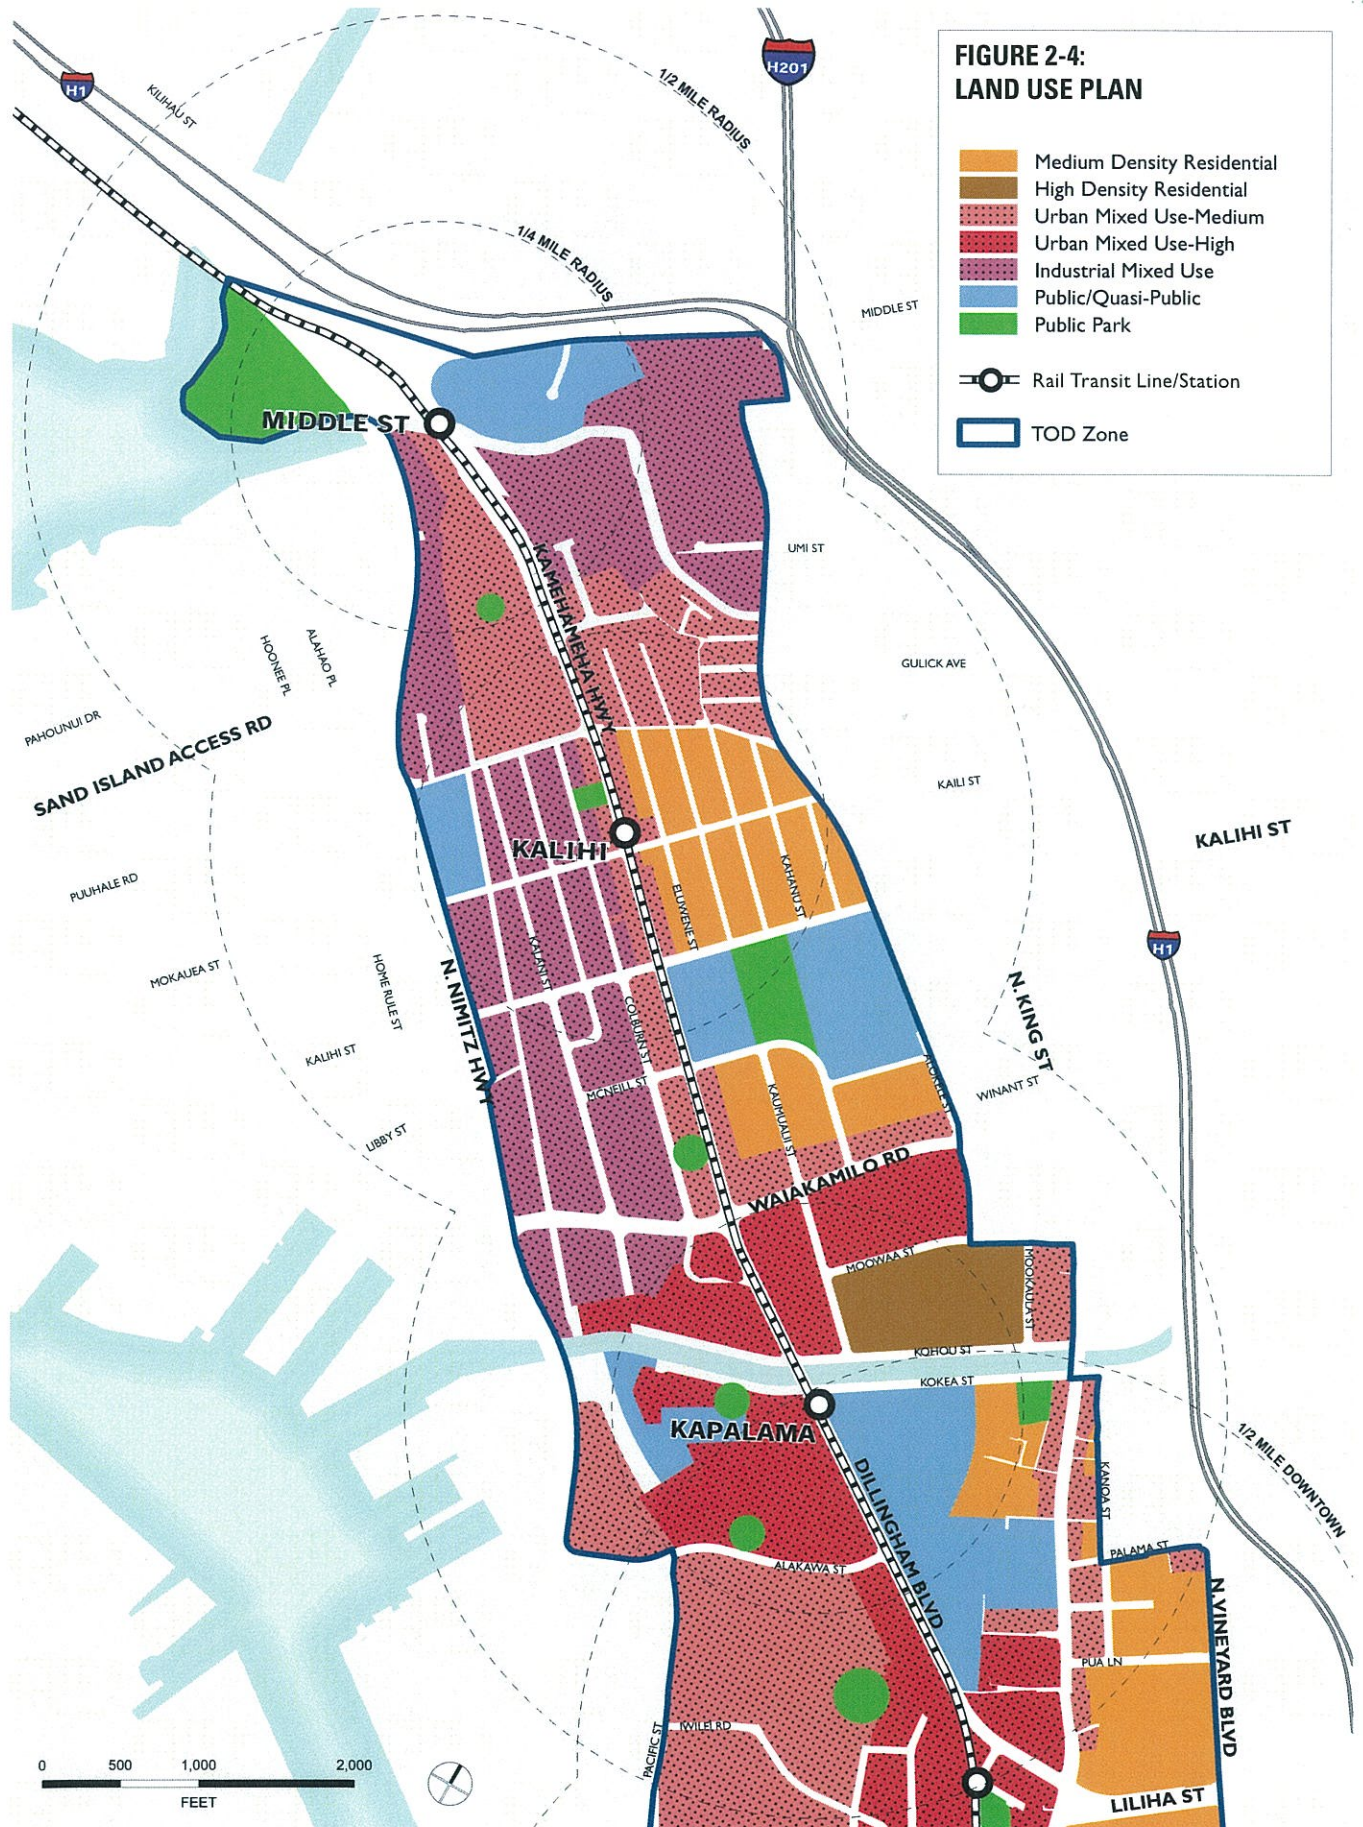 H1
KILIHAU ST
1/2 MILE RADIUS
H201
FIGURE 2-4:
LAND USE PLAN
Medium Density Residential
High Density Residential
Urban Mixed Use-Medium
Urban Mixed Use-High
Industrial Mixed Use
Public/Quasi-Public
Public Park
Rail Transit Line/Station
TOD Zone
1/4 MILE RADIUS
MIDDLE ST
MIDDLE ST
UMI ST
KAMEHAMEHA HWY
HOONEE PL
ALAHAO PL
GULICK AVE
PAHOUNUI DR
SAND ISLAND ACCESS RD
KAILI ST
KALIHI ST
KALIHI
PUUHALE RD
ELUWENE ST
KAHANU ST
H1
MOKAUEA ST
HOME RULE ST
N. NIMITZ HWY
KALANI ST
COLBURN ST
N. KING ST
KALIHI ST
MCNEILL ST
KAUMUALII ST
ALOKELE ST
WINANT ST
LIBBY ST
WAIAKAMILO RD
MOOWAA ST
MOOKAULA ST
KOHOU ST
KOKEA ST
KAPALAMA
DILLINGHAM BLVD
KANOA ST
1/2 MILE DOWNTOWN
PALAMA ST
ALAKAWA ST
N. VINEYARD BLVD
PUA LN
PACIFIC ST
IWILEI RD
LILIHA ST
0 500 1,000 2,000
FEET